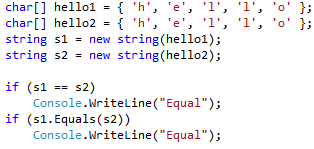 char[] hello1 = { 'h', 'e', 'l', 'l', 'o' };
char[] hello2 = { 'h', 'e', 'l', 'l', 'o' };
string s1 = new string(hello1);
string s2 = new string(hello2);

if (s1 == s2)
    Console.WriteLine("Equal");
if (s1.Equals(s2))
    Console.WriteLine("Equal");